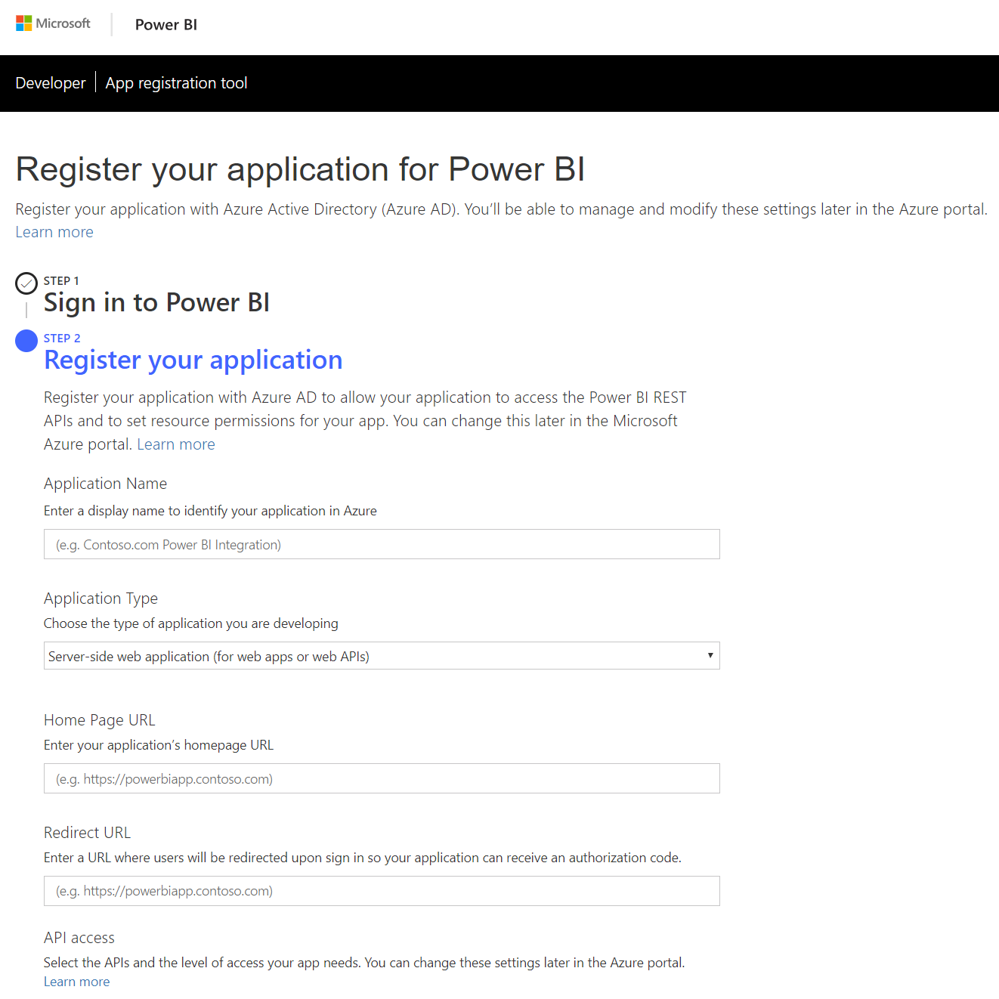 Microsoft
Power BI
Developer
App registration tool
Register your application for Power BI
Register your application with Azure Active Directory (Azure AD). You’ll be able to manage and modify these settings later in the Azure portal.
Learn more
STEP 1
Sign in to Power BI
STEP 2
Register your application
Register your application with Azure AD to allow your application to access the Power BI REST
APIs and to set resource permissions for your app. You can change this later in the Microsoft
Azure portal. Learn more
Application Name
Enter a display name to identify your application in Azure
(e.g. Contoso.com Power BI Integration)
Application Type
Choose the type of application you are developing
Server-side web application (for web apps or web APIs)
Home Page URL
Enter your application’s homepage URL
(e.g. https://powerbiapp.contoso.com)
Redirect URL
Enter a URL where users will be redirected upon sign in so your application can receive an authorization code.
(e.g. https://powerbiapp.contoso.com)
API access
Select the APIs and the level of access your app needs. You can change these settings later in the Azure portal.
Learn more